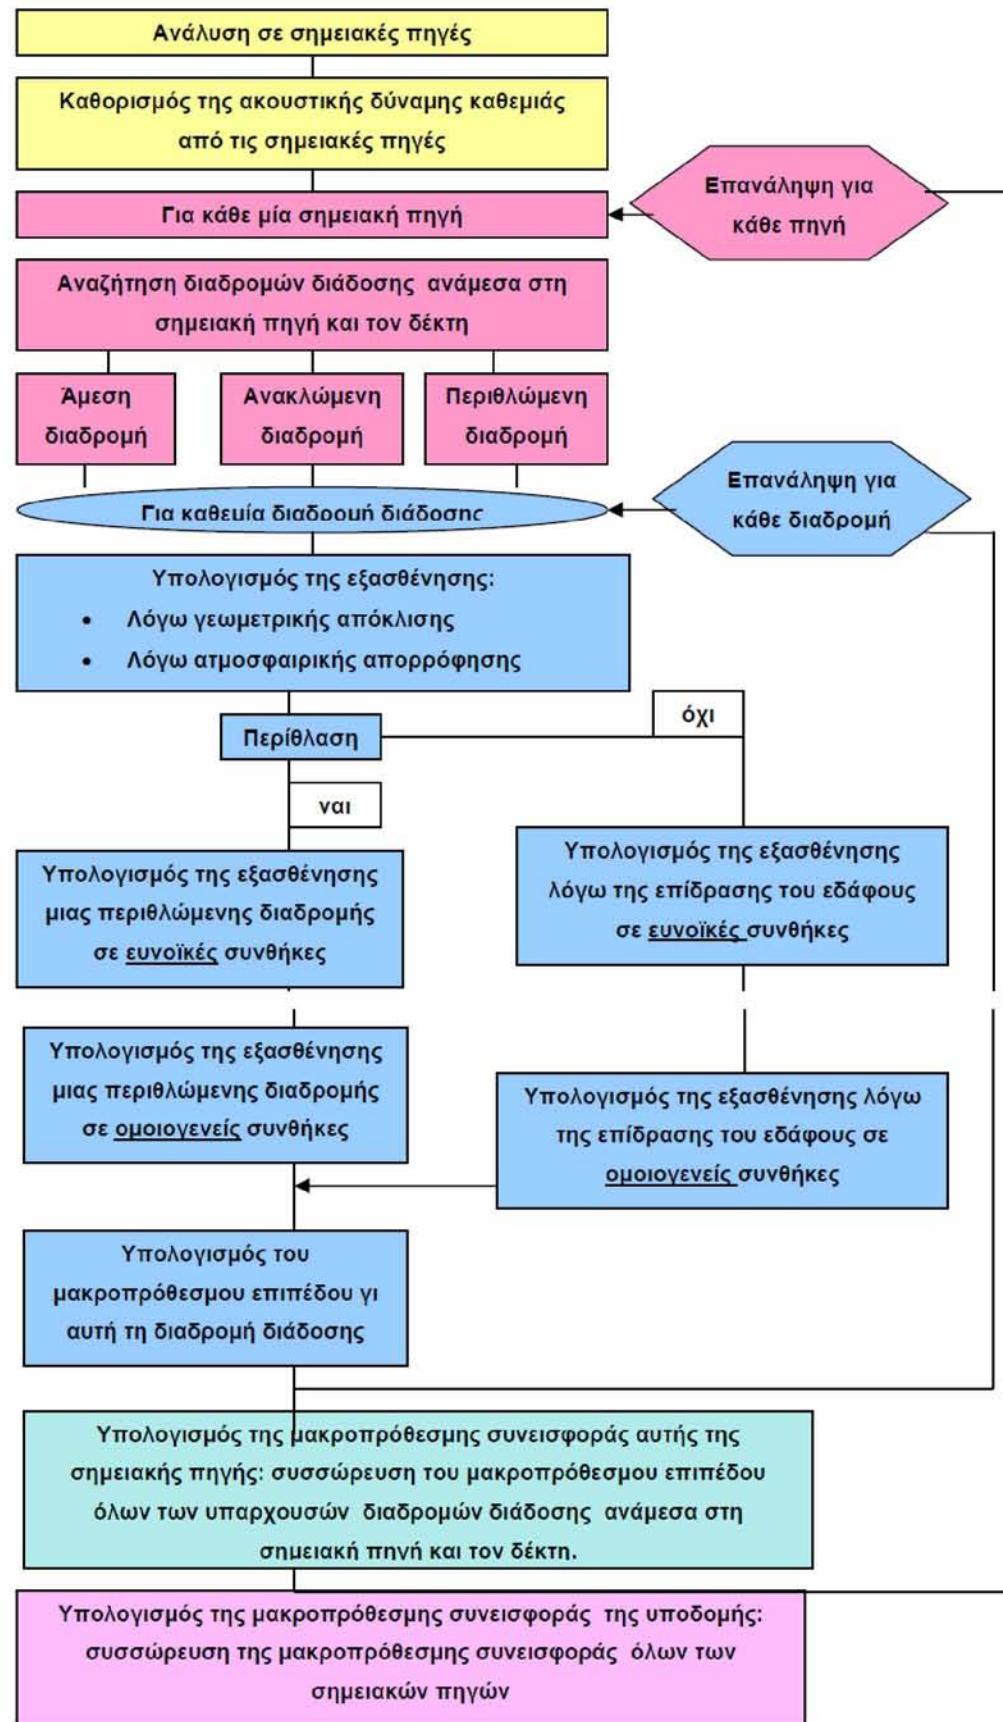 Ανάλυση σε σημειακές πηγές
Καθορισμός της ακουστικής δύναμης καθεμιάς
από τις σημειακές πηγές
Επανάληψη για
κάθε πηγή
Για κάθε μία σημειακή πηγή
Αναζήτηση διαδρομών διάδοσης ανάμεσα στη
σημειακή πηγή και τον δέκτη
Άμεση
διαδρομή
Ανακλώμενη
διαδρομή
Περιθλώμενη
διαδρομή
Επανάληψη για
κάθε διαδρομή
Για καθεμία διαδρομή διάδοσης
Υπολογισμός της εξασθένησης:
• Λόγω γεωμετρικής απόκλισης
• Λόγω ατμοσφαιρικής απορρόφησης
όχι
Περίθλαση
ναι
Υπολογισμός της εξασθένησης
μιας περιθλώμενης διαδρομής
σε ευνοϊκές συνθήκες
Υπολογισμός της εξασθένησης
λόγω της επίδρασης του εδάφους
σε ευνοϊκές συνθήκες
Υπολογισμός της εξασθένησης
μιας περιθλώμενης διαδρομής
σε ομοιογενείς συνθήκες
Υπολογισμός της εξασθένησης λόγω
της επίδρασης του εδάφους σε
ομοιογενείς συνθήκες
Υπολογισμός του
μακροπρόθεσμου επιπέδου γι
αυτή τη διαδρομή διάδοσης
Υπολογισμός της μακροπρόθεσμης συνεισφοράς αυτής της
σημειακής πηγής: συσσώρευση του μακροπρόθεσμου επιπέδου
όλων των υπαρχουσών διαδρομών διάδοσης ανάμεσα στη
σημειακή πηγή και τον δέκτη.
Υπολογισμός της μακροπρόθεσμης συνεισφοράς της υποδομής:
συσσώρευση της μακροπρόθεσμης συνεισφοράς όλων των
σημειακών πηγών